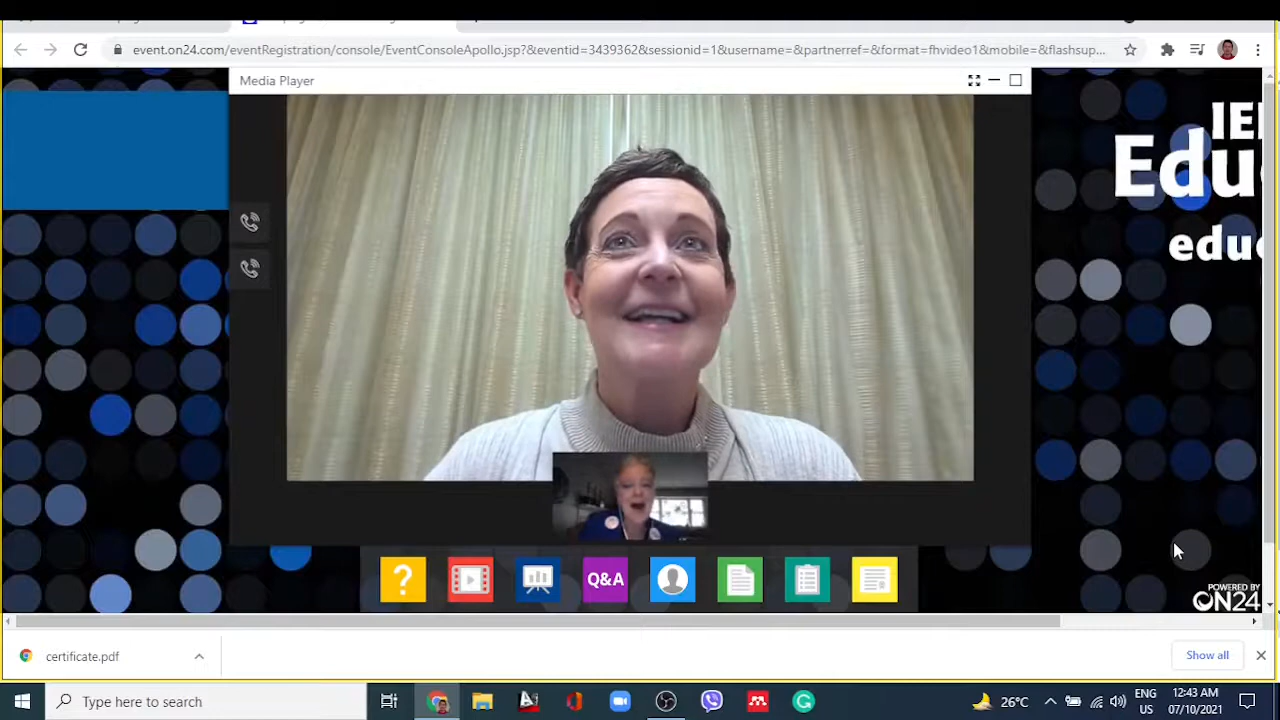 event.on24.com/eventRegistration/console/EventConsoleApollo.jsp?&eventid=3439362&sessionid=1&username=&partnerref=&format=fhvideo1&mobile=&flashsup...
Media Player
IE
Edu
educ
?
Q&A
POWERED BY
ON24
certificate.pdf
Show all
Type here to search
26°C
ENG
US
12:43 AM
07/10/2021